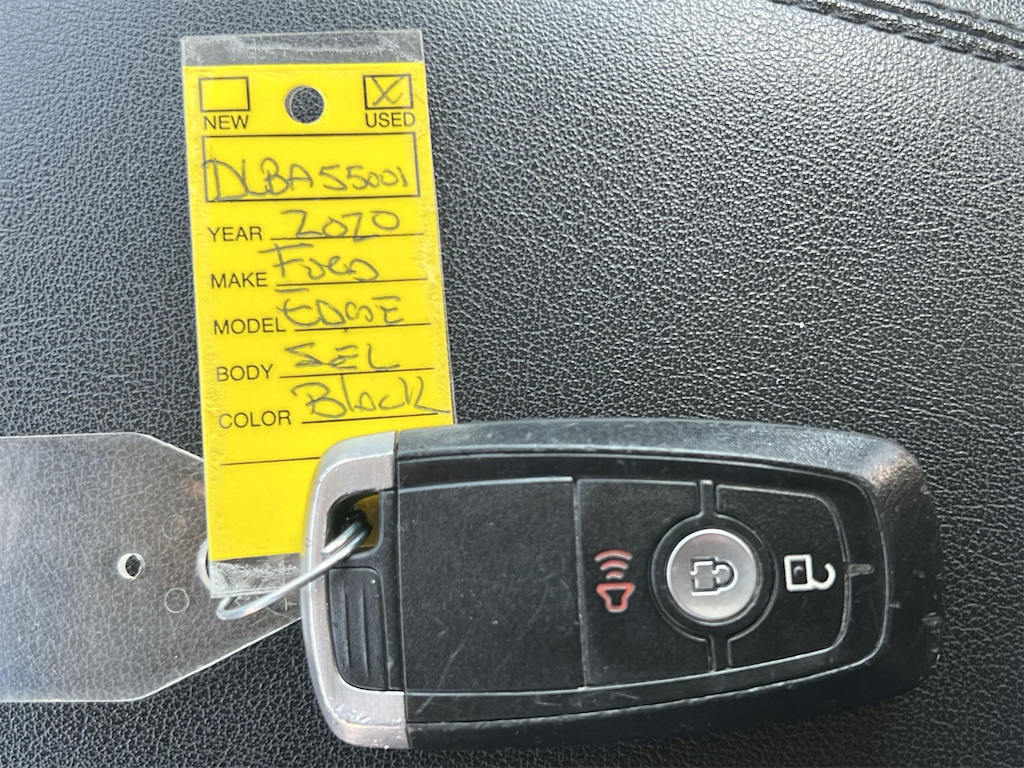 NEW USED
DLBA55001
YEAR 2020
MAKE FORD
MODEL EDGE
BODY SEL
COLOR Black